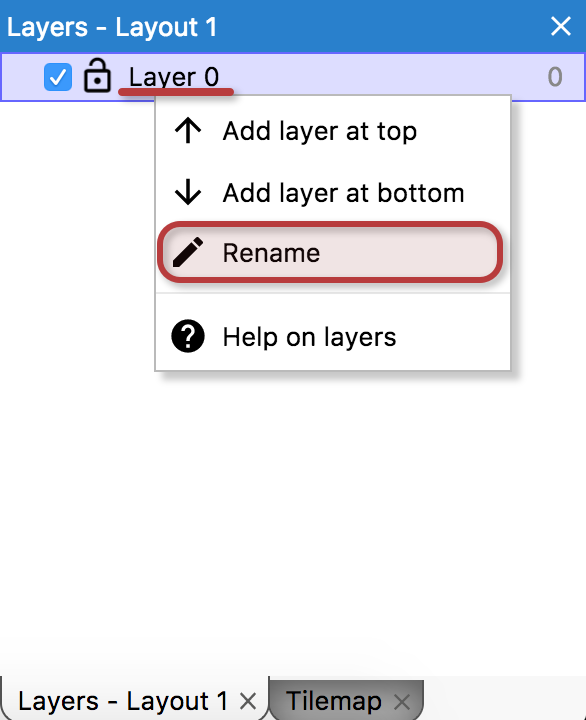 Layers - Layout 1
Layer 0 0
Add layer at top
Add layer at bottom
Rename
Help on layers
Layers - Layout 1 Tilemap